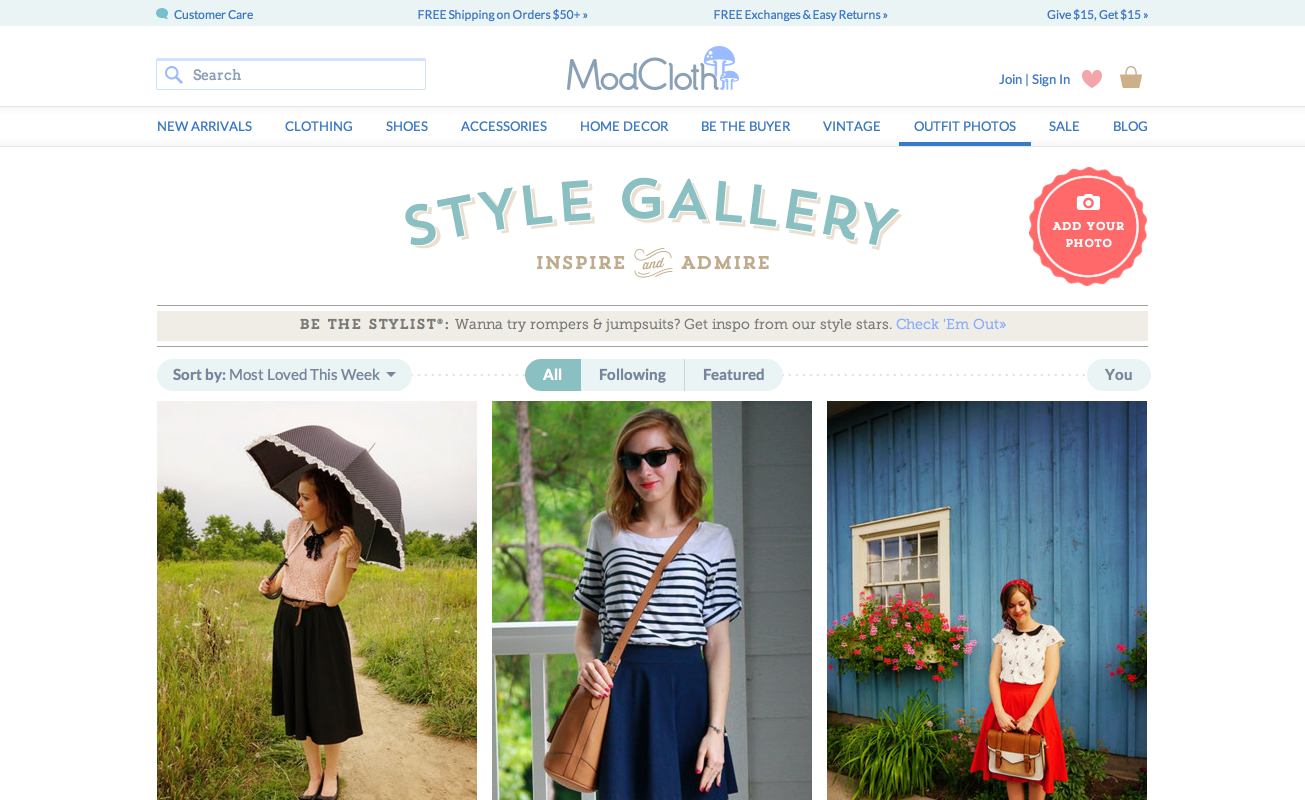 Customer Care
FREE Shipping on Orders $50+ »
FREE Exchanges & Easy Returns »
Give $15, Get $15 »
Search
ModCloth
Join | Sign In
NEW ARRIVALS
CLOTHING
SHOES
ACCESSORIES
HOME DECOR
BE THE BUYER
VINTAGE
OUTFIT PHOTOS
SALE
BLOG
STYLE GALLERY
INSPIRE and ADMIRE
ADD YOUR
PHOTO
BE THE STYLIST®: Wanna try rompers & jumpsuits? Get inspo from our style stars. Check 'Em Out»
Sort by: Most Loved This Week
All
Following
Featured
You